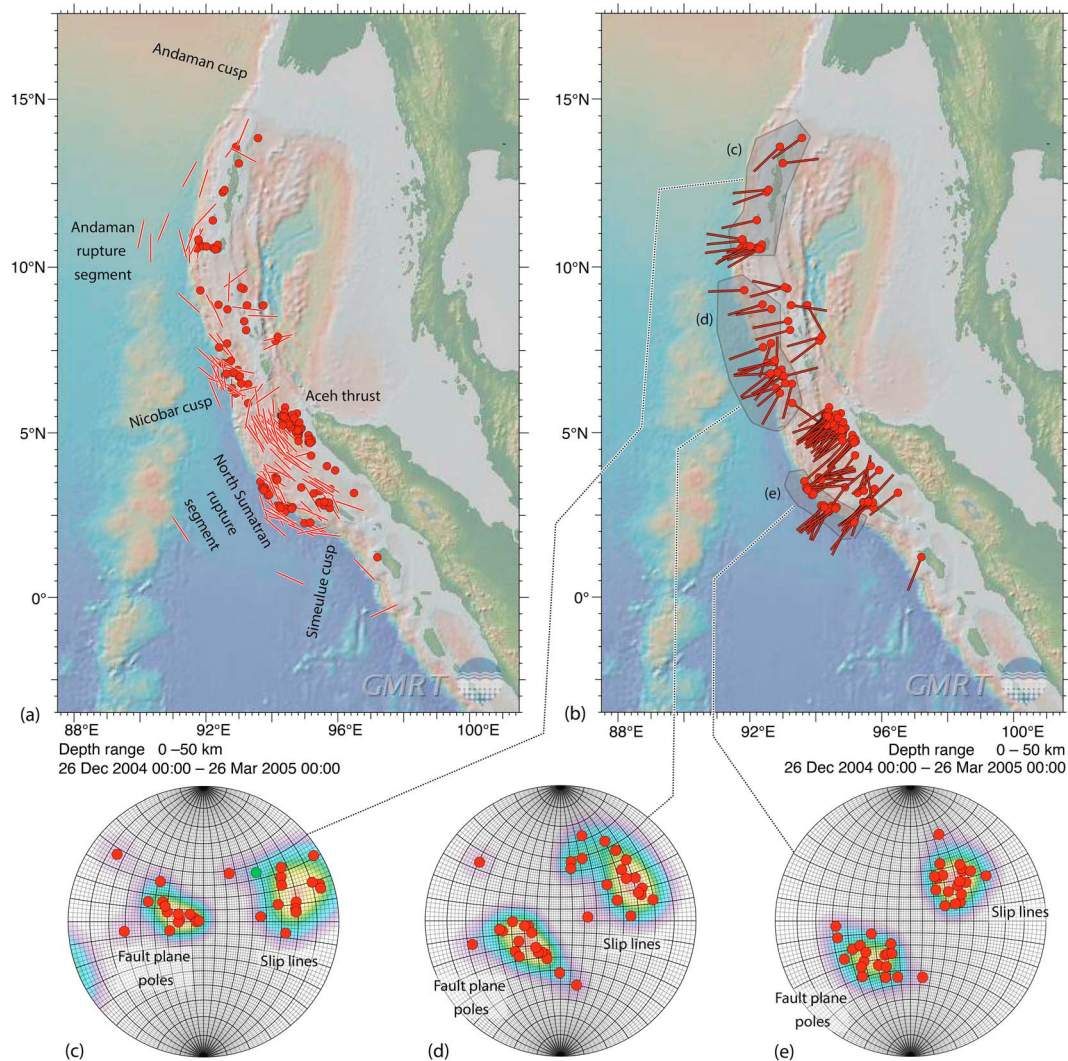 Andaman cusp
15°N
Andaman
rupture
segment
10°N
Nicobar cusp
Aceh thrust
5°N
North Sumatran
rupture
segment
Simeulue cusp
0°
GMRT
(a)
88°E
92°E
96°E
100°E
Depth range 0 –50 km
26 Dec 2004 00:00 – 26 Mar 2005 00:00
15°N
(c)
10°N
(d)
5°N
(e)
0°
GMRT
(b)
88°E
92°E
96°E
100°E
Depth range 0 – 50 km
26 Dec 2004 00:00 – 26 Mar 2005 00:00
Fault plane
poles
Slip lines
(c)
Slip lines
Fault plane
poles
(d)
Slip lines
Fault plane
poles
(e)